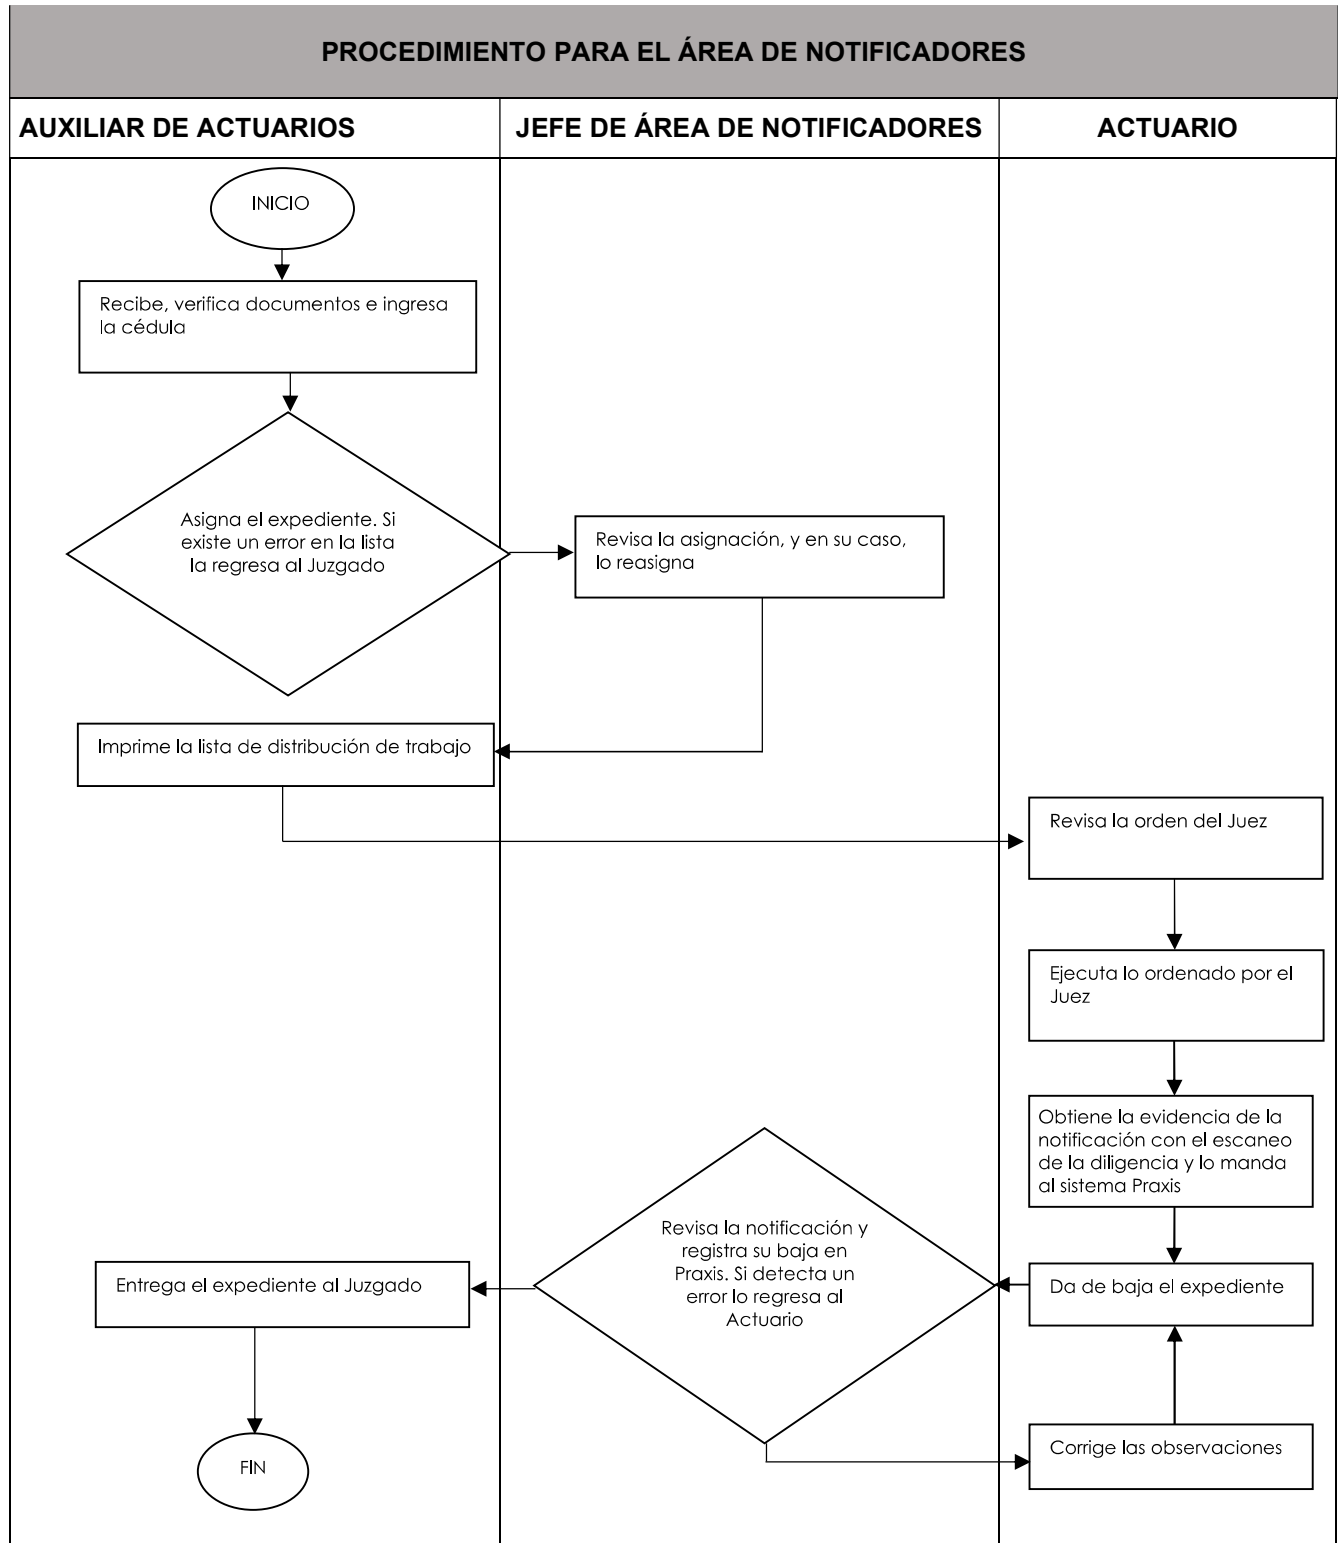 PROCEDIMIENTO PARA EL ÁREA DE NOTIFICADORES
AUXILIAR DE ACTUARIOS
JEFE DE ÁREA DE NOTIFICADORES
ACTUARIO
INICIO
Recibe, verifica documentos e ingresa
la cédula
Asigna el expediente. Si
existe un error en la lista
la regresa al Juzgado
Revisa la asignación, y en su caso,
lo reasigna
Imprime la lista de distribución de trabajo
Revisa la orden del Juez
Ejecuta lo ordenado por el
Juez
Obtiene la evidencia de la
notificación con el escaneo
de la diligencia y lo manda
al sistema Praxis
Da de baja el expediente
Revisa la notificación y
registra su baja en
Praxis. Si detecta un
error lo regresa al
Actuario
Corrige las observaciones
Entrega el expediente al Juzgado
FIN